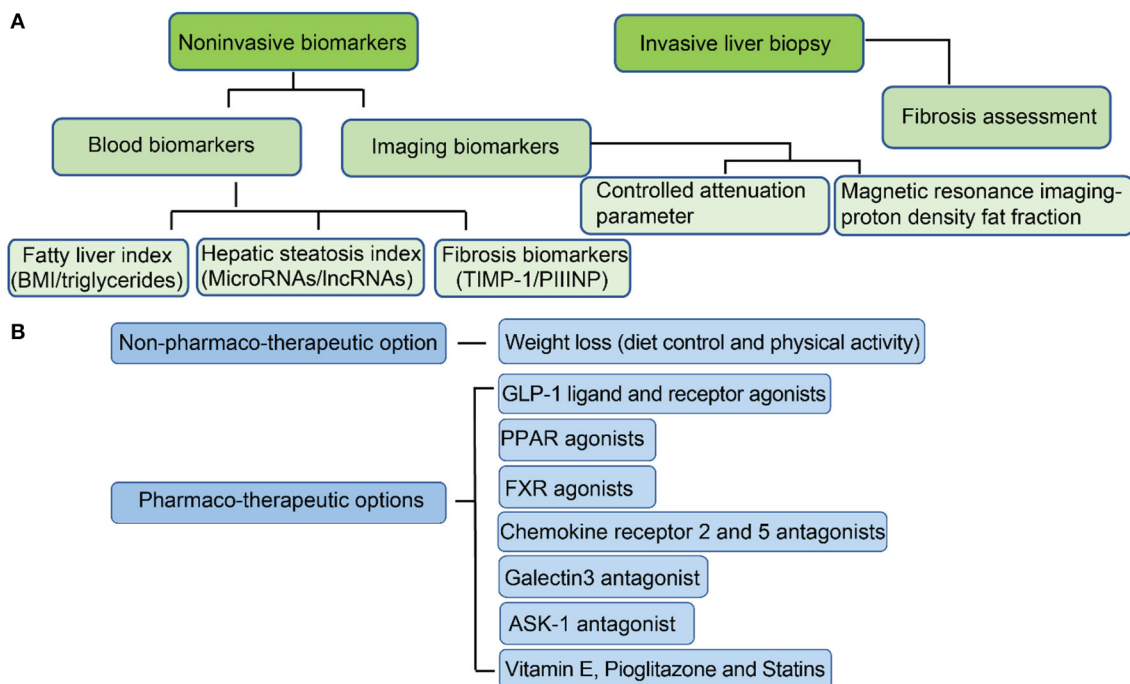 A
Noninvasive biomarkers
Invasive liver biopsy
Fibrosis assessment
Blood biomarkers
Imaging biomarkers
Controlled attenuation
parameter
Magnetic resonance imaging-
proton density fat fraction
Fatty liver index
(BMI/triglycerides)
Hepatic steatosis index
(MicroRNAs/lncRNAs)
Fibrosis biomarkers
(TIMP-1/PIIINP)
B
Non-pharmaco-therapeutic option
Weight loss (diet control and physical activity)
Pharmaco-therapeutic options
GLP-1 ligand and receptor agonists
PPAR agonists
FXR agonists
Chemokine receptor 2 and 5 antagonists
Galectin3 antagonist
ASK-1 antagonist
Vitamin E, Pioglitazone and Statins